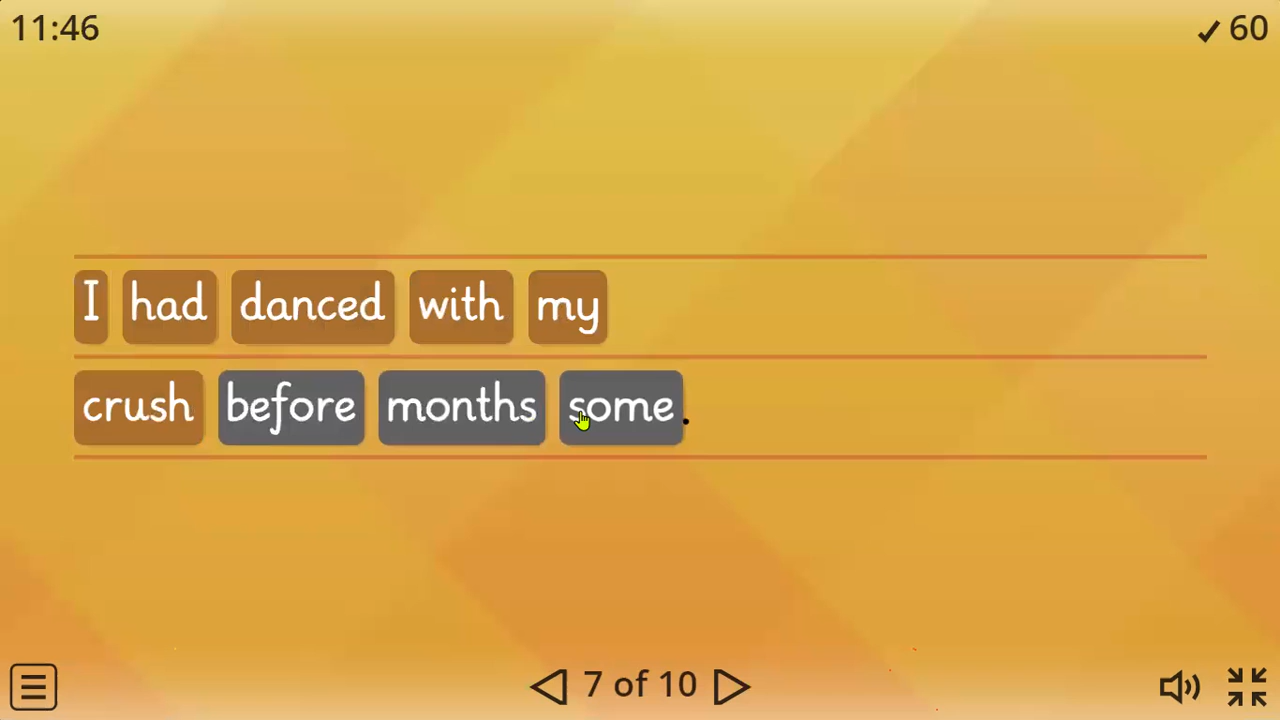 11:46
✓ 60
I had danced with my
crush before months some.
7 of 10